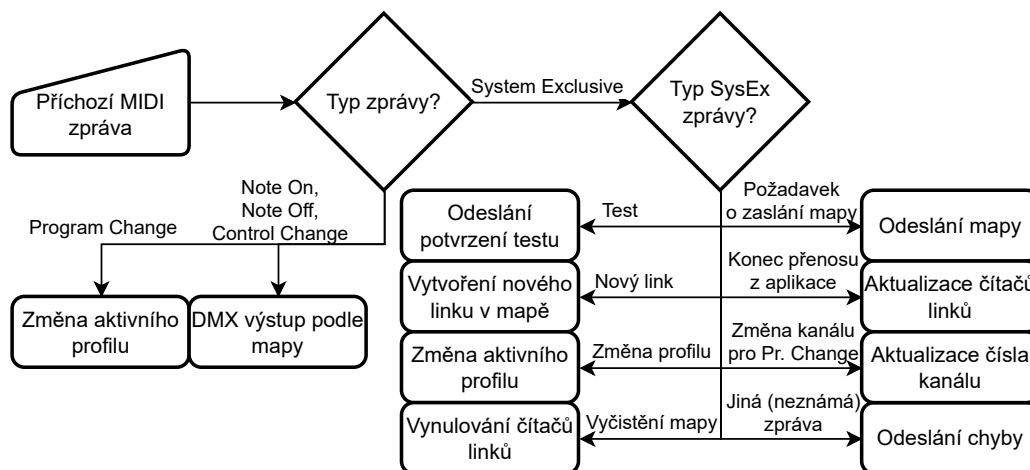 Příchozí MIDI
zpráva
Typ zprávy?
System Exclusive
Typ SysEx
zprávy?
Program Change
Note On,
Note Off,
Control Change
Změna aktivního
profilu
DMX výstup podle
mapy
Odeslání
potvrzení testu
Test
Požadavek
o zaslání mapy
Odeslání mapy
Vytvoření nového
linku v mapě
Nový link
Konec přenosu
z aplikace
Aktualizace čítačů
linků
Změna aktivního
profilu
Změna profilu
Změna kanálu
pro Pr. Change
Aktualizace čísla
kanálu
Vynulování čítačů
linků
Vyčistění mapy
Jiná (neznámá)
zpráva
Odeslání chyby